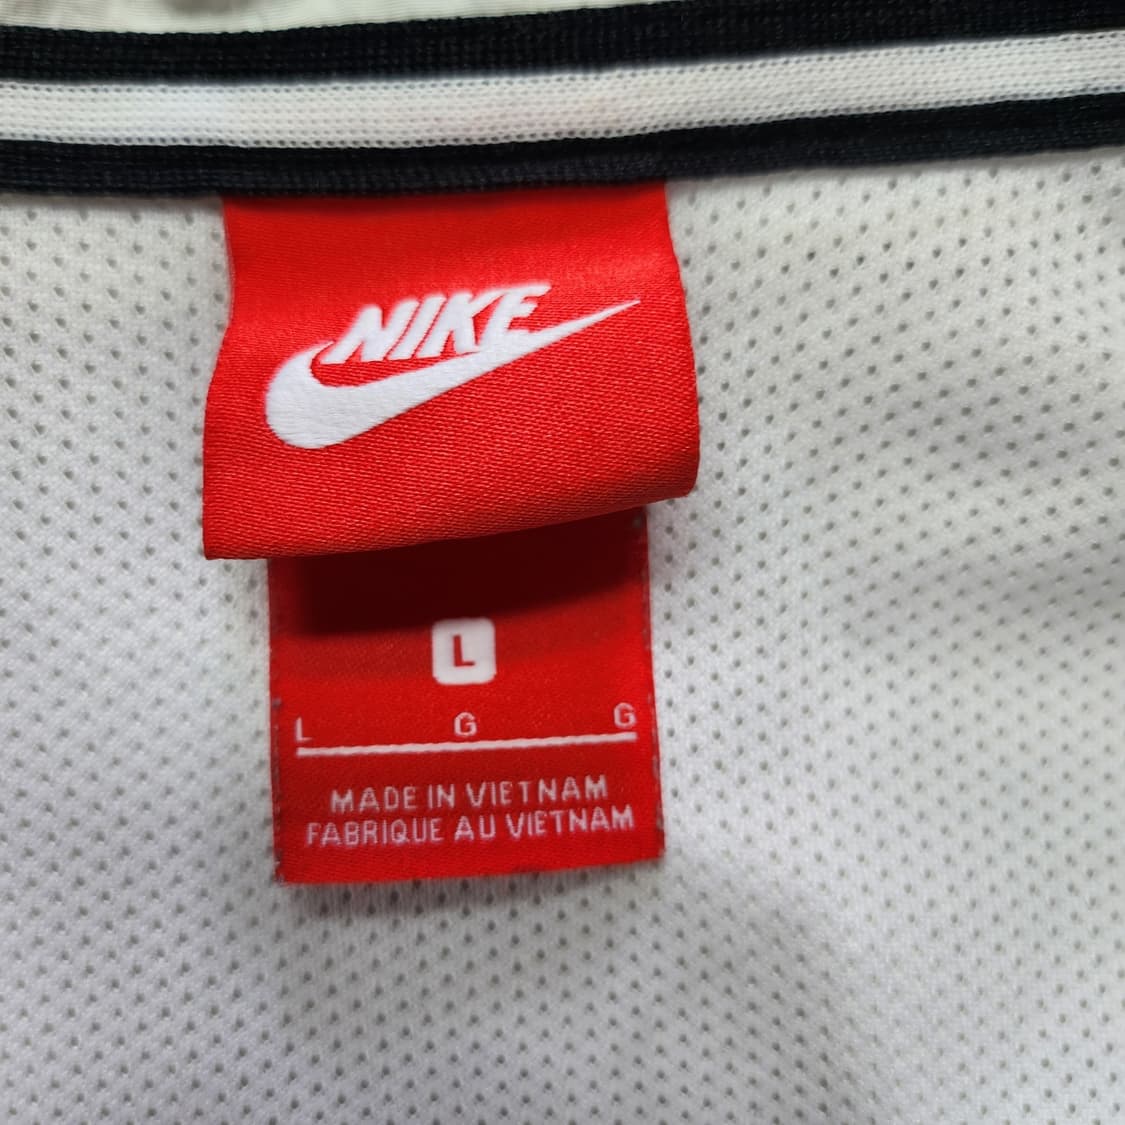 NIKE
L
L G G
MADE IN VIETNAM
FABRIQUE AU VIETNAM